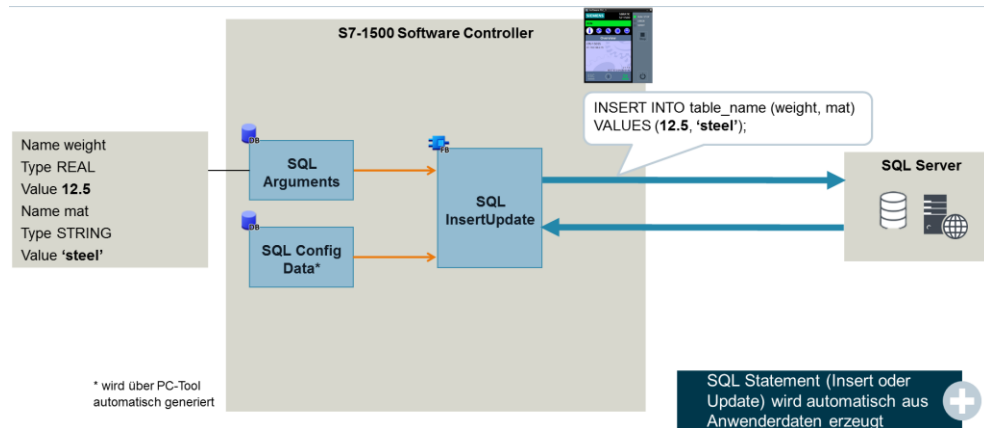 S7-1500 Software Controller
SIEMENS
INSERT INTO table_name (weight, mat)
VALUES (12.5, ‘steel’);
Name weight
Type REAL
Value 12.5
Name mat
Type STRING
Value ‘steel’
DB
SQL
Arguments
FB
SQL
InsertUpdate
DB
SQL Config
Data*
SQL Server
* wird über PC-Tool
automatisch generiert
SQL Statement (Insert oder
Update) wird automatisch aus
Anwenderdaten erzeugt